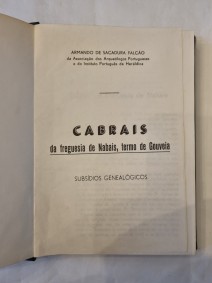 ARMANDO DE SACADURA FALCÃO
da Associação dos Arqueólogos Portugueses
e do Instituto Português de Heráldica
CABRAIS
da freguesia de Nabais, termo de Gouveia
SUBSÍDIOS GENEALÓGICOS